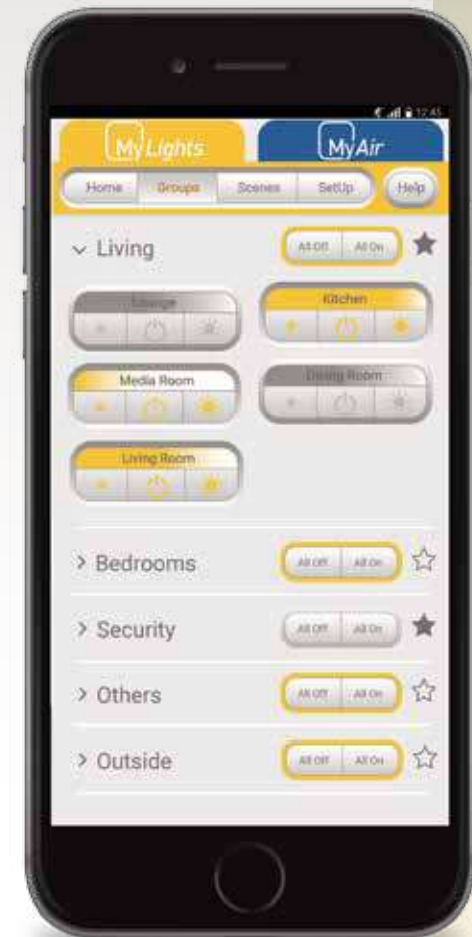 12:45
MyLights MyAir
Home Groups Scenes SetUp Help
Living All Off All On
Lounge Kitchen
Media Room Dining Room
Living Room
Bedrooms All Off All On
Security All Off All On
Others All Off All On
Outside All Off All On